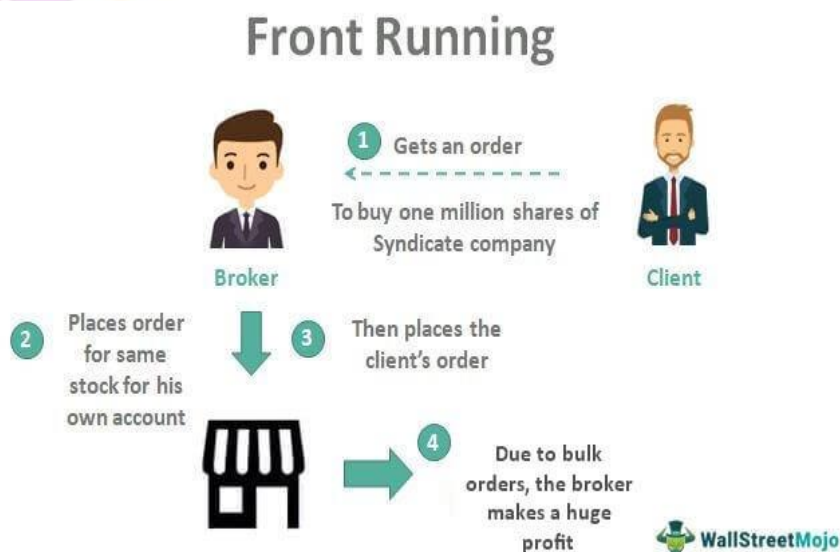 Front Running
1
Gets an order
To buy one million shares of
Syndicate company
Broker
Client
2
Places order
for same
stock for his
own account
3
Then places the
client's order
4
Due to bulk
orders, the broker
makes a huge
profit
WallStreetMojo